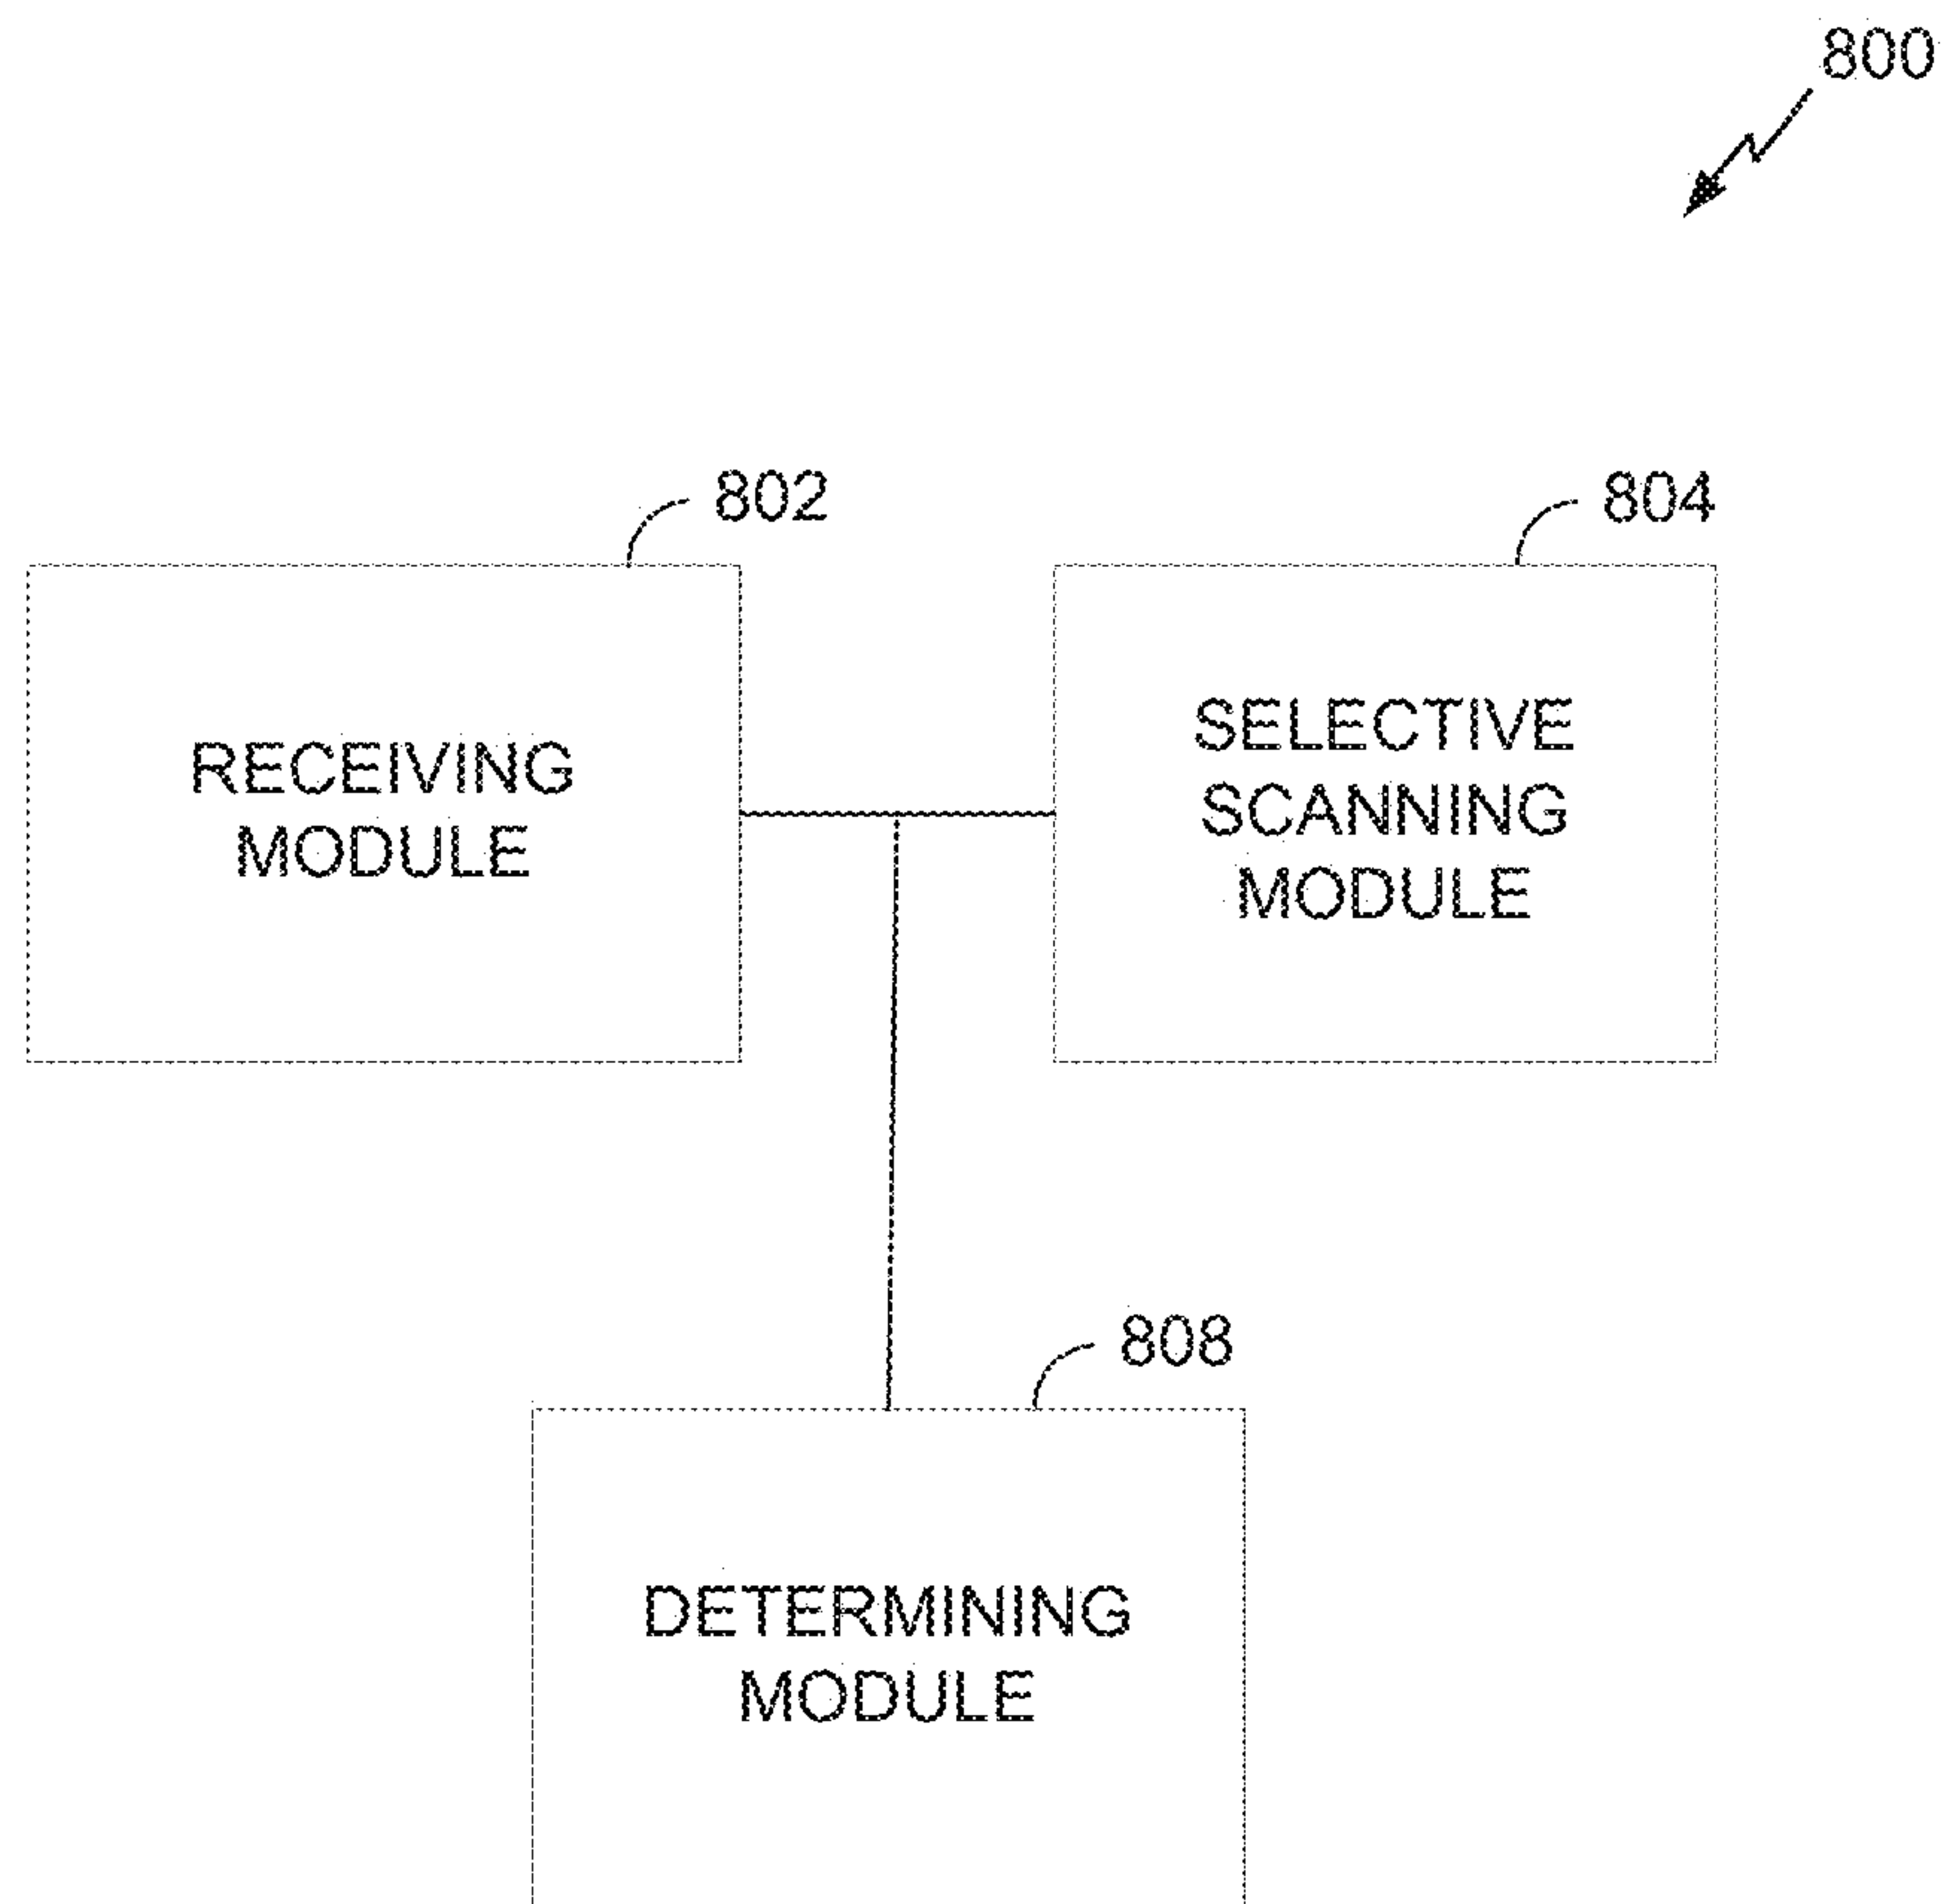 800
802
804
RECEIVING
MODULE
SELECTIVE
SCANNING
MODULE
808
DETERMINING
MODULE